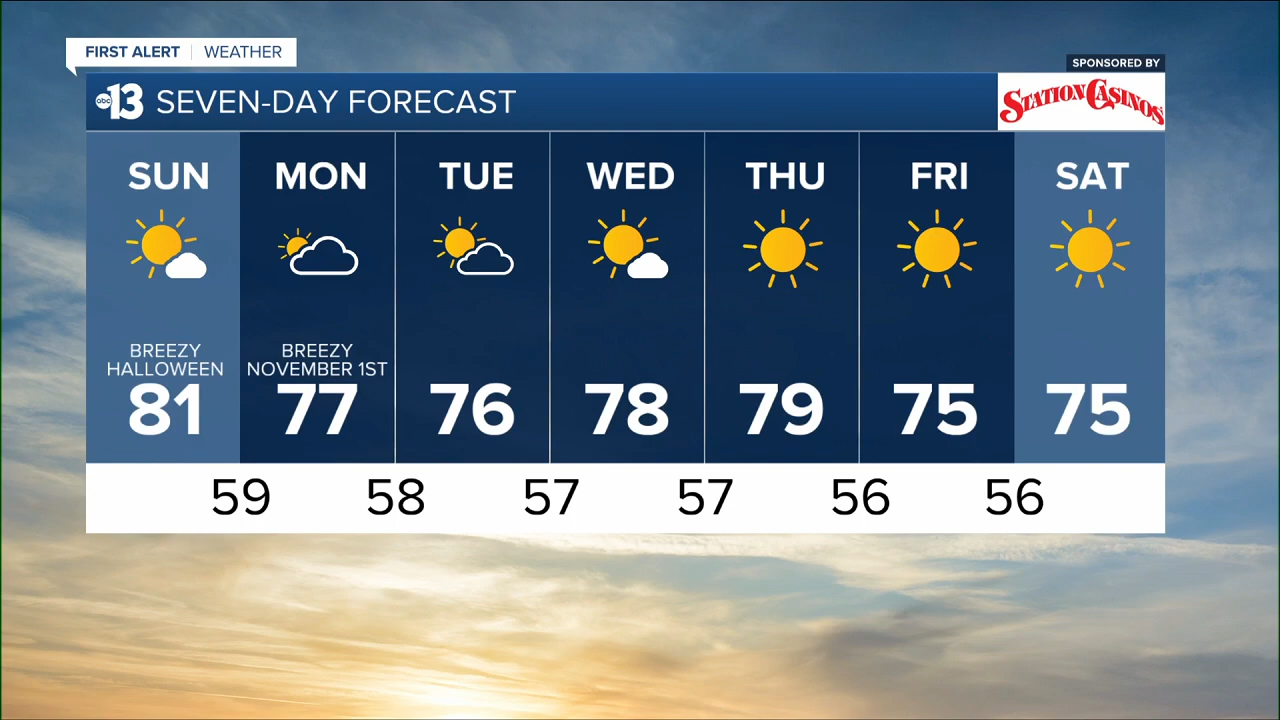 FIRST ALERT WEATHER
SPONSORED BY
abc 13 SEVEN-DAY FORECAST
STATION CASINOS
SUN MON TUE WED THU FRI SAT
BREEZY BREEZY
HALLOWEEN NOVEMBER 1ST
81 77 76 78 79 75 75
59 58 57 57 56 56